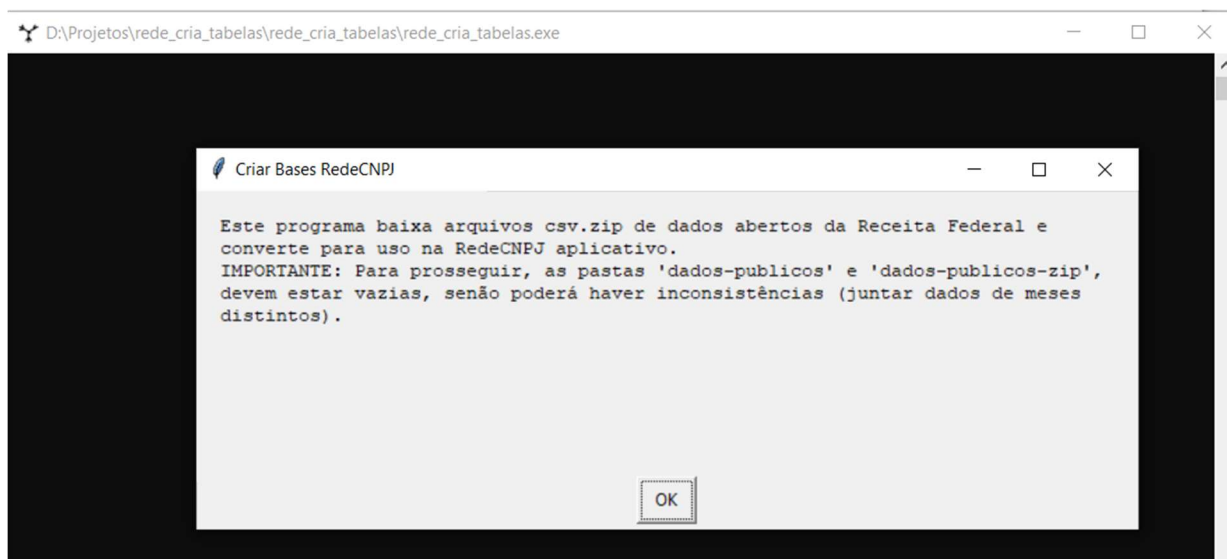 D:\Projetos\rede_cria_tabelas\rede_cria_tabelas\rede_cria_tabelas.exe
Criar Bases RedeCNPJ
Este programa baixa arquivos csv.zip de dados abertos da Receita Federal e
converte para uso na RedeCNPJ aplicativo.
IMPORTANTE: Para prosseguir, as pastas 'dados-publicos' e 'dados-publicos-zip',
devem estar vazias, senão poderá haver inconsistências (juntar dados de meses
distintos).
OK